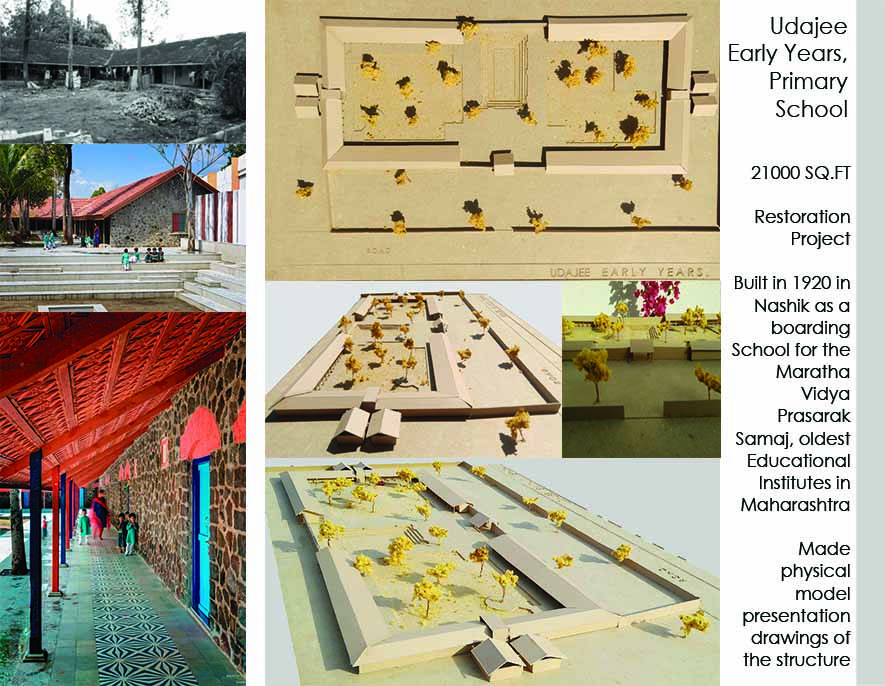 Udajee
Early Years,
Primary
School
21000 SQ.FT
Restoration
Project
Built in 1920 in
Nashik as a
boarding
School for the
Maratha
Vidya
Prasarak
Samaj, oldest
Educational
Institutes in
Maharashtra
Made
physical
model
presentation
drawings of
the structure
ROAD
UDAJEE EARLY YEARS.
ROAD
ROAD